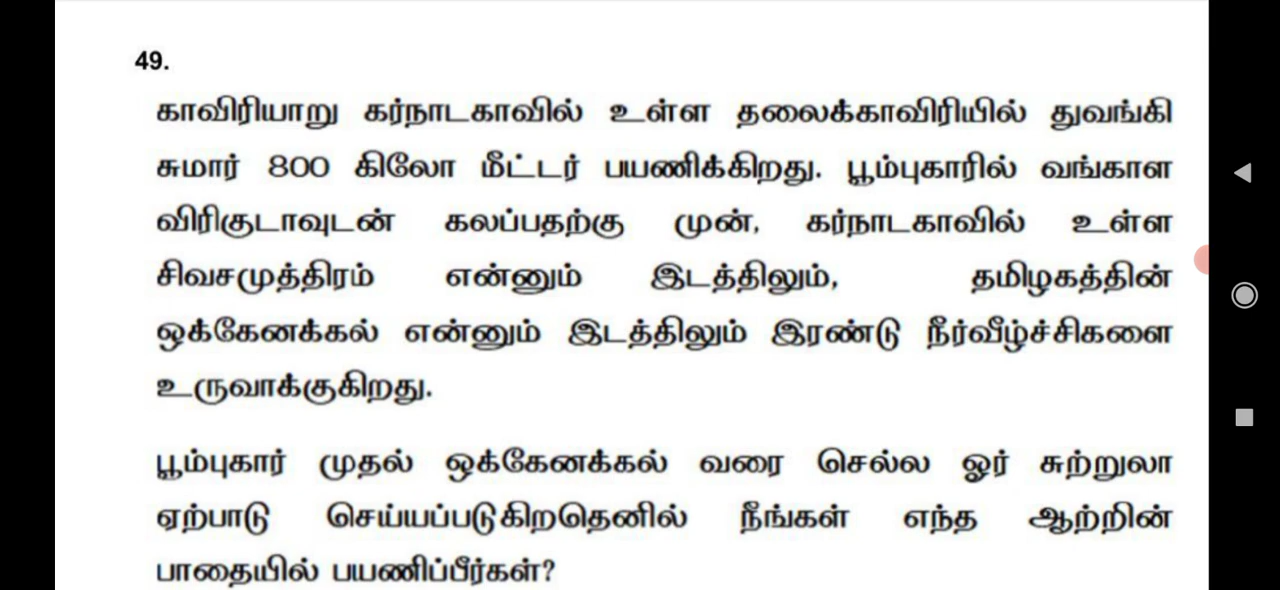 49.
காவிரியாறு கர்நாடகாவில் உள்ள தலைக்காவிரியில் துவங்கி
சுமார் 800 கிலோ மீட்டர் பயணிக்கிறது. பூம்புகாரில் வங்காள
விரிகுடாவுடன் கலப்பதற்கு முன், கர்நாடகாவில் உள்ள
சிவசமுத்திரம் என்னும் இடத்திலும், தமிழகத்தின்
ஒக்கேனக்கல் என்னும் இடத்திலும் இரண்டு நீர்வீழ்ச்சிகளை
உருவாக்குகிறது.
பூம்புகார் முதல் ஒக்கேனக்கல் வரை செல்ல ஓர் சுற்றுலா
ஏற்பாடு செய்யப்படுகிறதெனில் நீங்கள் எந்த ஆற்றின்
பாதையில் பயணிப்பீர்கள்?